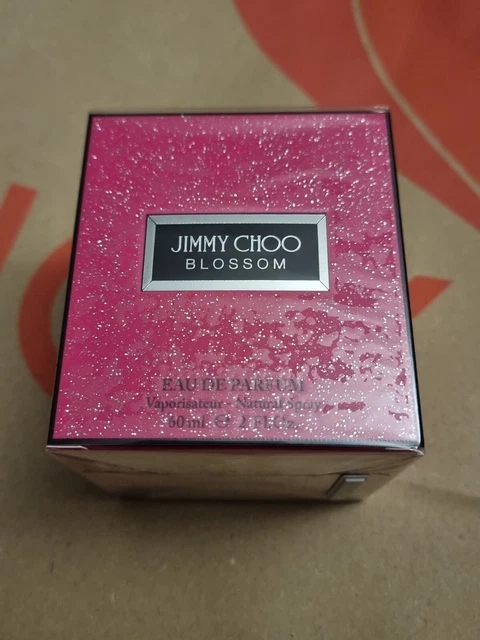 JIMMY CHOO
BLOSSOM
EAU DE PARFUM
Vaporisateur - Natural Spray
60 ml. ℮ 2 Fl.Oz.